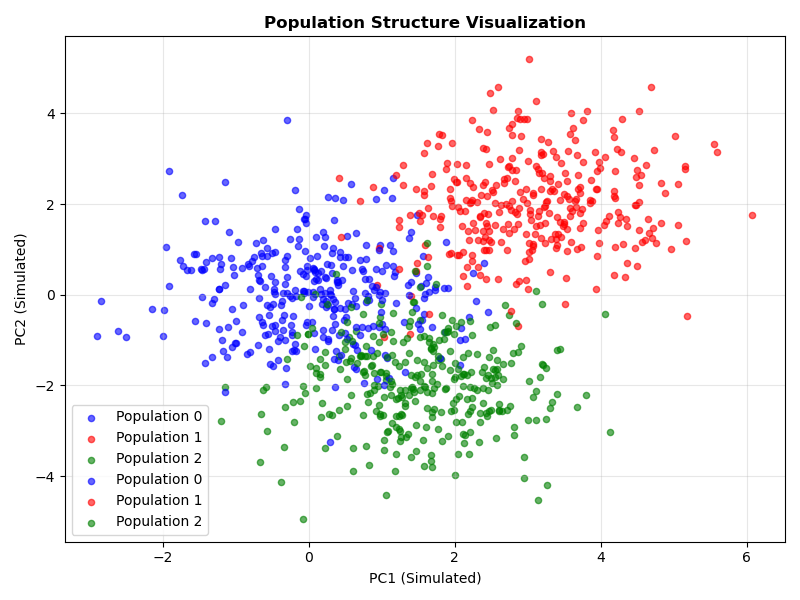 Population Structure Visualization
PC2 (Simulated)
4
2
0
−2
−4
Population 0
Population 1
Population 2
Population 0
Population 1
Population 2
−2
0
2
4
6
PC1 (Simulated)